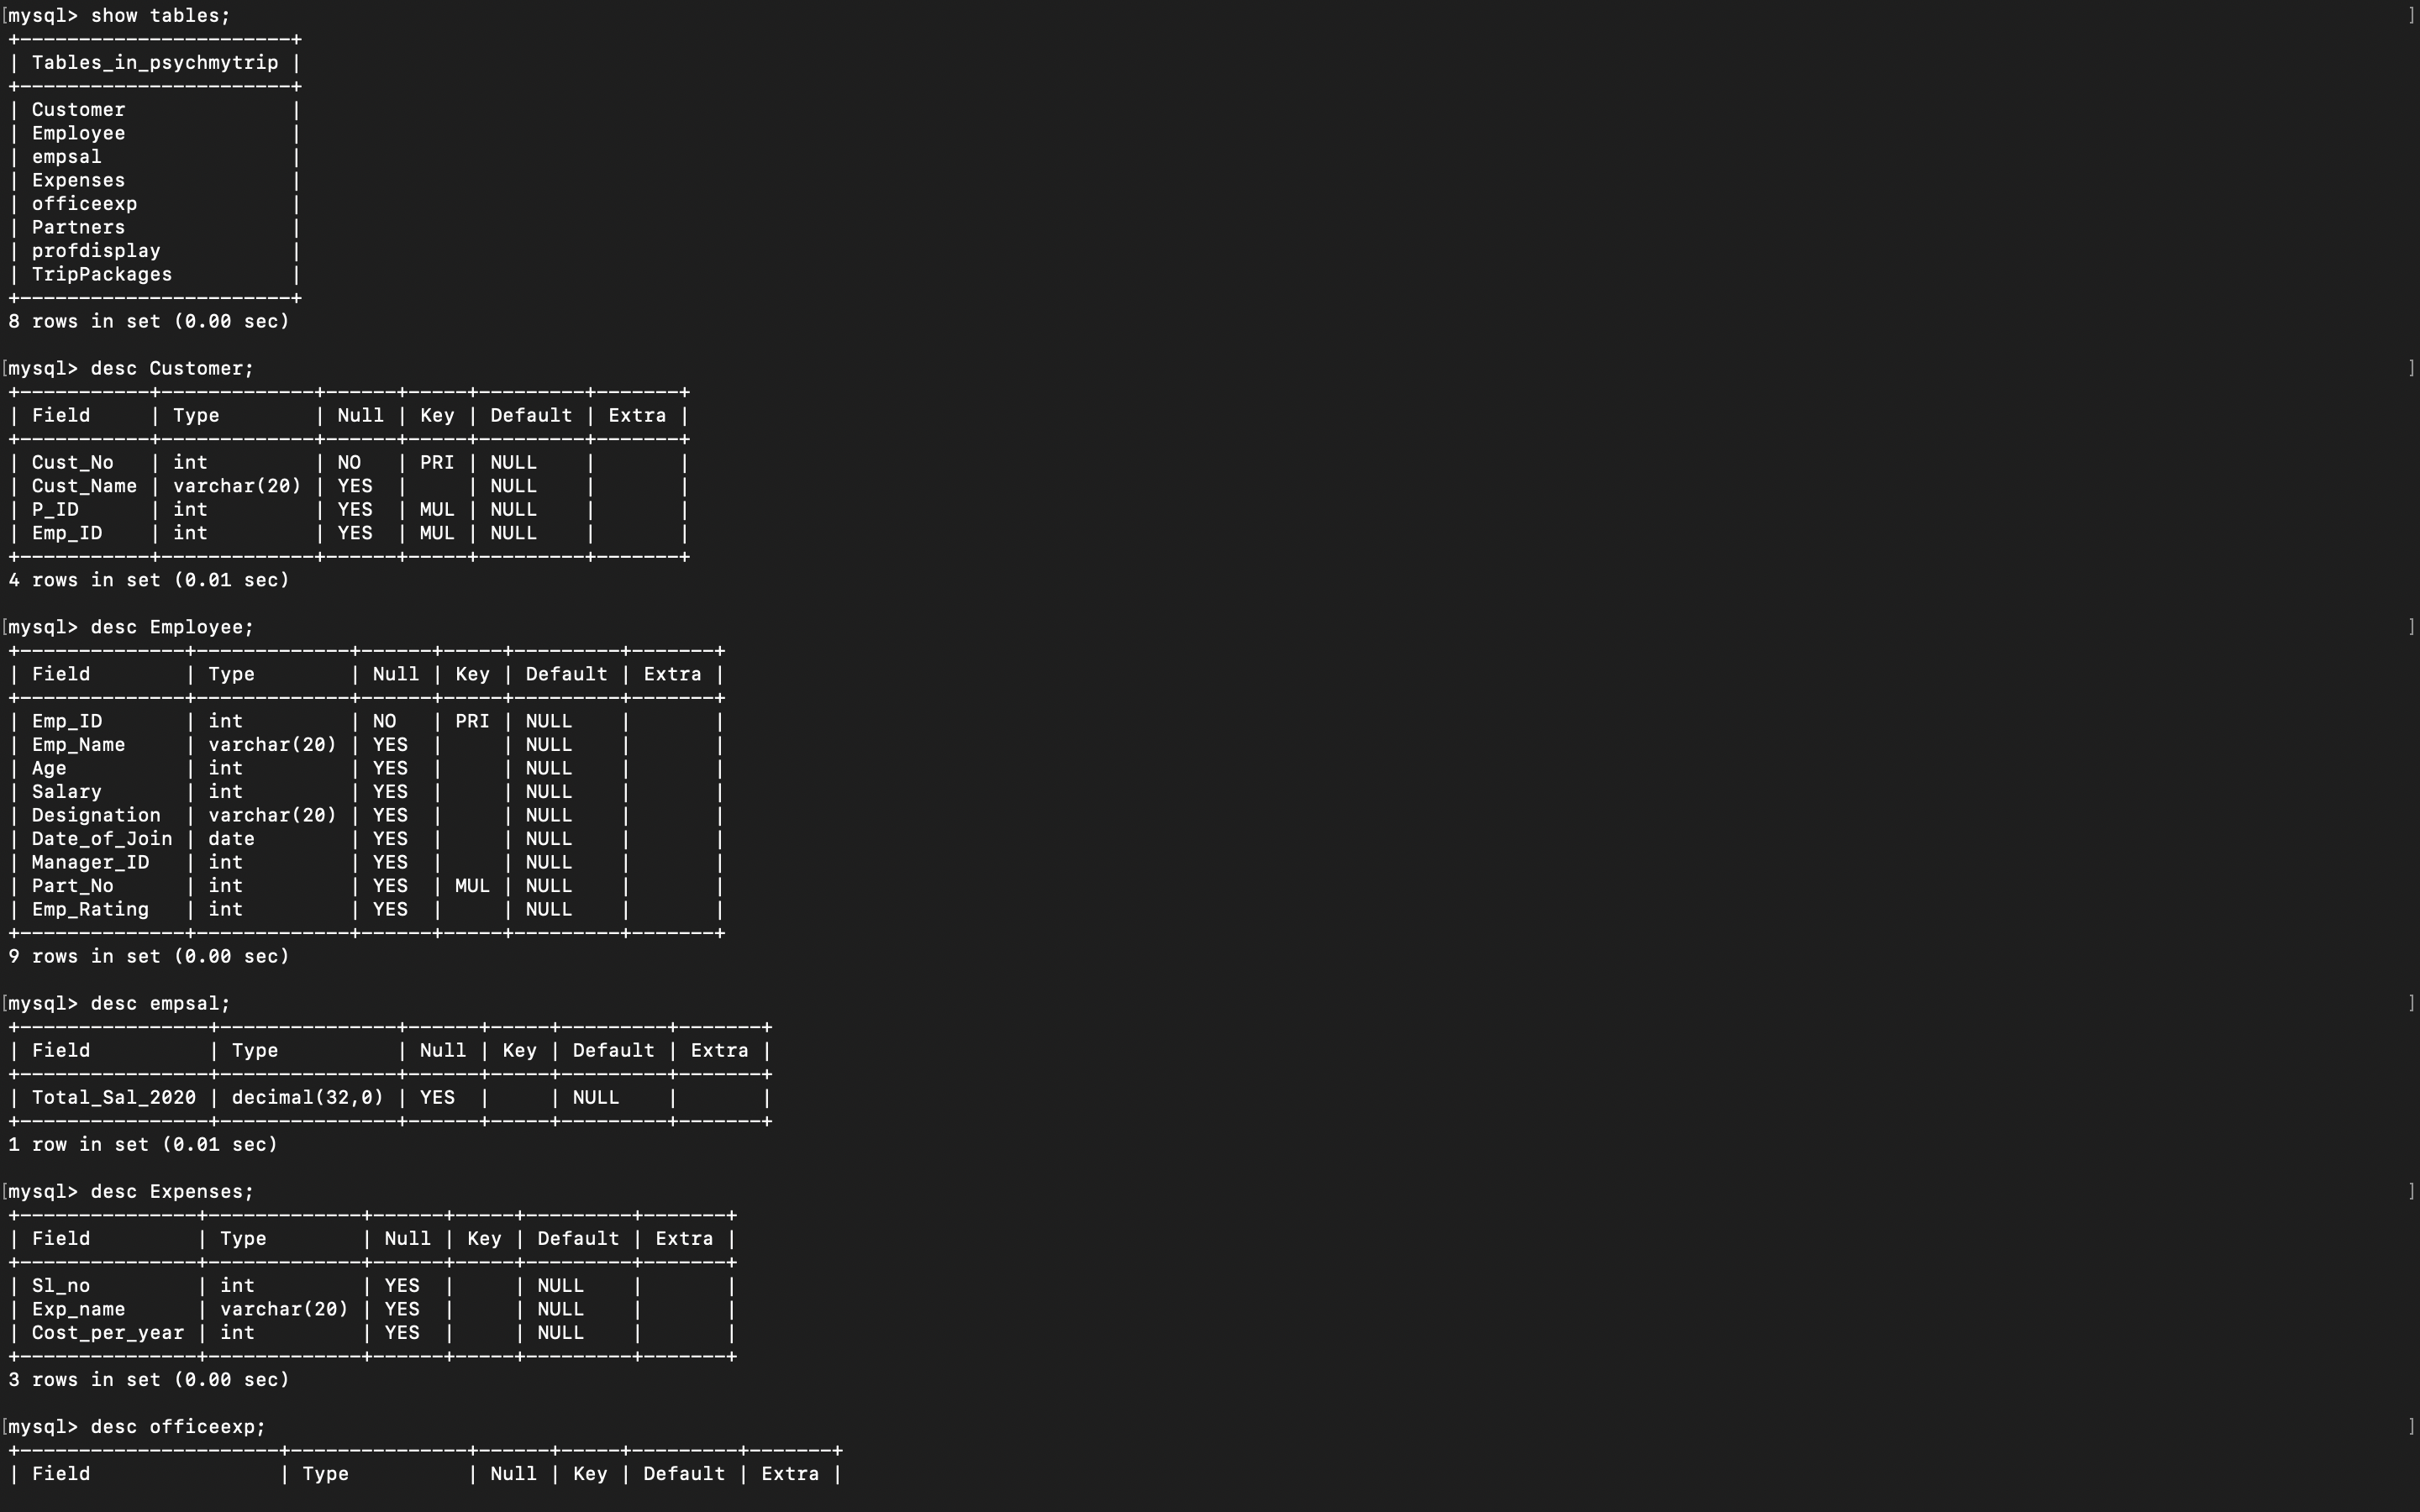 [mysql> show tables; ]
+-----------------------+
| Tables_in_psychmytrip |
+-----------------------+
| Customer              |
| Employee              |
| empsal                |
| Expenses              |
| officeexp             |
| Partners              |
| profdisplay           |
| TripPackages          |
+-----------------------+
8 rows in set (0.00 sec)

[mysql> desc Customer; ]
+-----------+-------------+------+-----+---------+-------+
| Field     | Type        | Null | Key | Default | Extra |
+-----------+-------------+------+-----+---------+-------+
| Cust_No   | int         | NO   | PRI | NULL    |       |
| Cust_Name | varchar(20) | YES  |     | NULL    |       |
| P_ID      | int         | YES  | MUL | NULL    |       |
| Emp_ID    | int         | YES  | MUL | NULL    |       |
+-----------+-------------+------+-----+---------+-------+
4 rows in set (0.01 sec)

[mysql> desc Employee; ]
+--------------+-------------+------+-----+---------+-------+
| Field        | Type        | Null | Key | Default | Extra |
+--------------+-------------+------+-----+---------+-------+
| Emp_ID       | int         | NO   | PRI | NULL    |       |
| Emp_Name     | varchar(20) | YES  |     | NULL    |       |
| Age          | int         | YES  |     | NULL    |       |
| Salary       | int         | YES  |     | NULL    |       |
| Designation  | varchar(20) | YES  |     | NULL    |       |
| Date_of_Join | date        | YES  |     | NULL    |       |
| Manager_ID   | int         | YES  |     | NULL    |       |
| Part_No      | int         | YES  | MUL | NULL    |       |
| Emp_Rating   | int         | YES  |     | NULL    |       |
+--------------+-------------+------+-----+---------+-------+
9 rows in set (0.00 sec)

[mysql> desc empsal; ]
+----------------+---------------+------+-----+---------+-------+
| Field          | Type          | Null | Key | Default | Extra |
+----------------+---------------+------+-----+---------+-------+
| Total_Sal_2020 | decimal(32,0) | YES  |     | NULL    |       |
+----------------+---------------+------+-----+---------+-------+
1 row in set (0.01 sec)

[mysql> desc Expenses; ]
+---------------+-------------+------+-----+---------+-------+
| Field         | Type        | Null | Key | Default | Extra |
+---------------+-------------+------+-----+---------+-------+
| Sl_no         | int         | YES  |     | NULL    |       |
| Exp_name      | varchar(20) | YES  |     | NULL    |       |
| Cost_per_year | int         | YES  |     | NULL    |       |
+---------------+-------------+------+-----+---------+-------+
3 rows in set (0.00 sec)

[mysql> desc officeexp; ]
+----------------------+---------------+------+-----+---------+-------+
| Field                | Type          | Null | Key | Default | Extra |